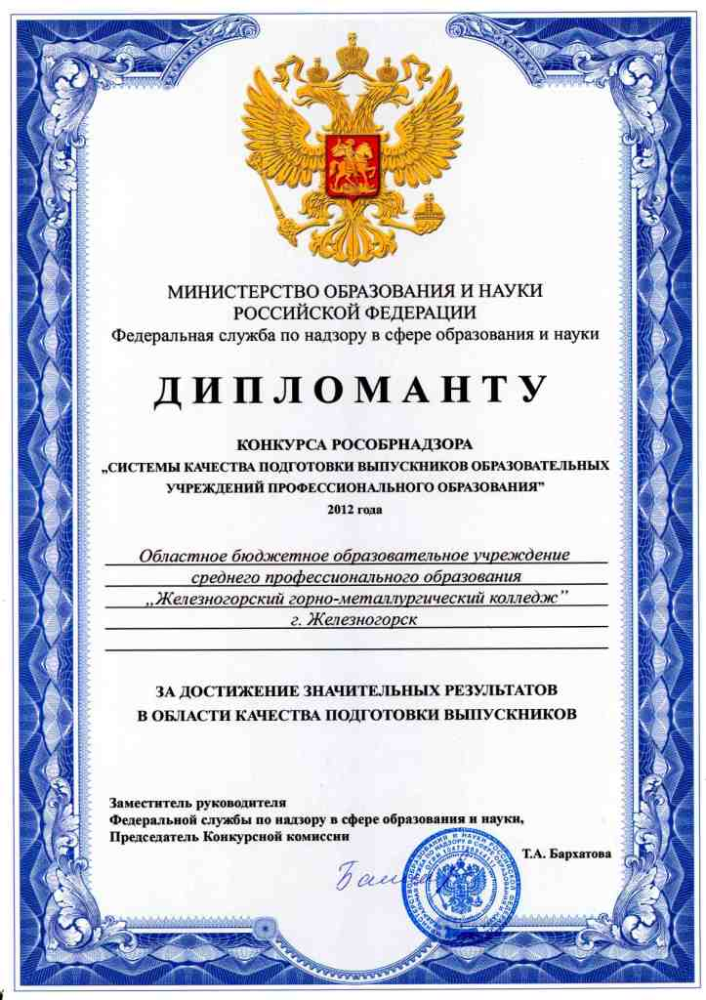 МИНИСТЕРСТВО ОБРАЗОВАНИЯ И НАУКИ
РОССИЙСКОЙ ФЕДЕРАЦИИ
Федеральная служба по надзору в сфере образования и науки
ДИПЛОМАНТУ
КОНКУРСА РОСОБРНАДЗОРА
„СИСТЕМЫ КАЧЕСТВА ПОДГОТОВКИ ВЫПУСКНИКОВ ОБРАЗОВАТЕЛЬНЫХ
УЧРЕЖДЕНИЙ ПРОФЕССИОНАЛЬНОГО ОБРАЗОВАНИЯ”
2012 года
Областное бюджетное образовательное учреждение
среднего профессионального образования
„Железногорский горно-металлургический колледж”
г. Железногорск
ЗА ДОСТИЖЕНИЕ ЗНАЧИТЕЛЬНЫХ РЕЗУЛЬТАТОВ
В ОБЛАСТИ КАЧЕСТВА ПОДГОТОВКИ ВЫПУСКНИКОВ
Заместитель руководителя
Федеральной службы по надзору в сфере образования и науки,
Председатель Конкурсной комиссии
Т.А. Бархатова